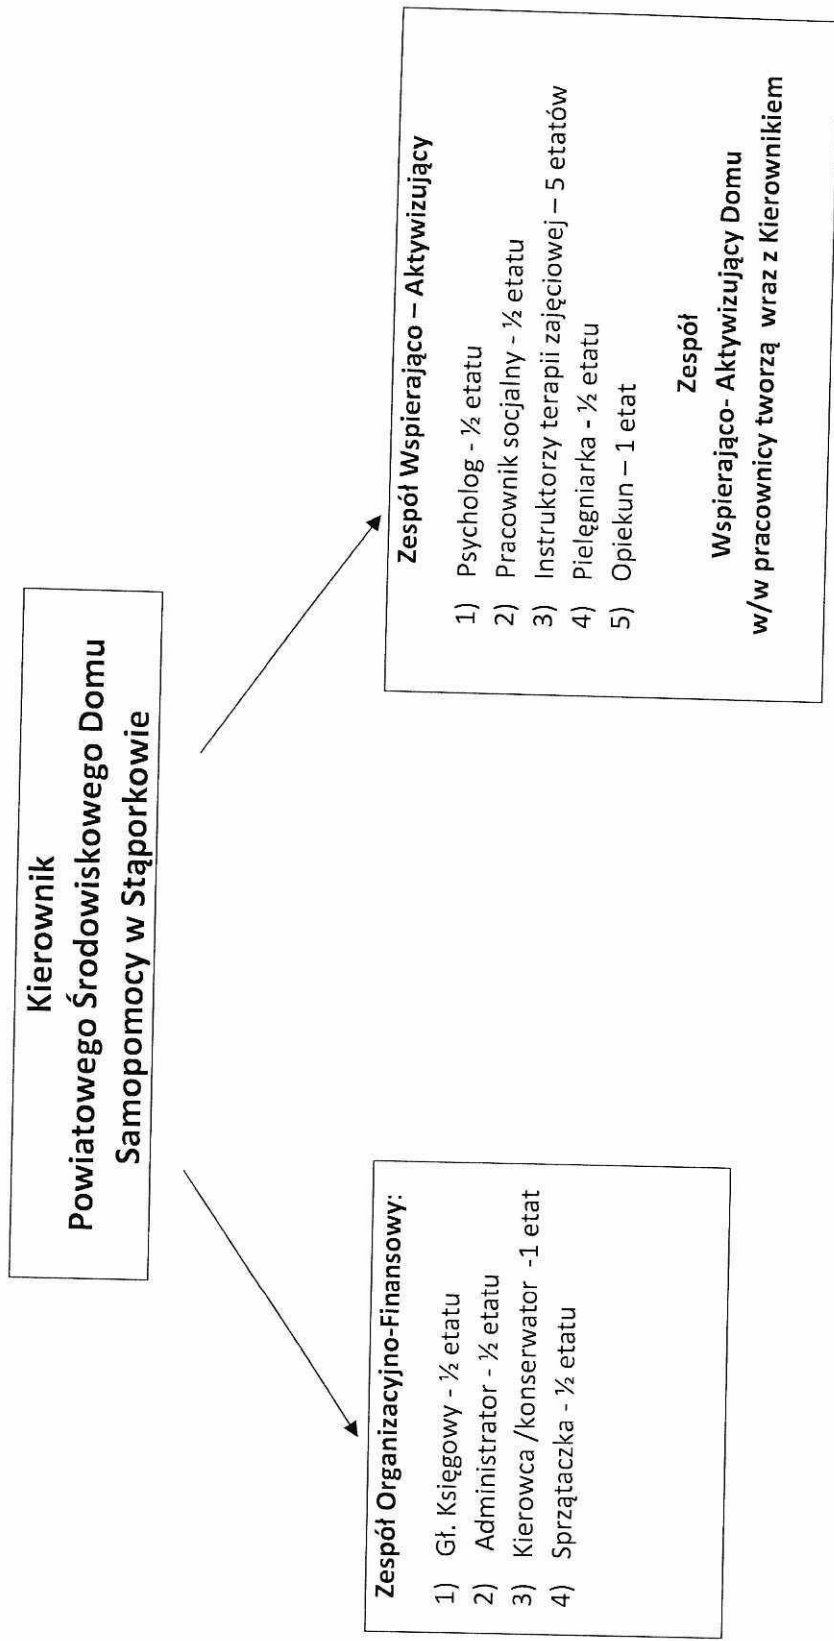 Kierownik
Powiatowego Środowiskowego Domu
Samopomocy w Stąporkowie
Zespół Organizacyjno-Finansowy:
1) Gł. Księgowy - ½ etatu
2) Administrator - ½ etatu
3) Kierowca /konserwator -1 etat
4) Sprzątaczka - ½ etatu
Zespół Wspierająco – Aktywizujący
1) Psycholog - ½ etatu
2) Pracownik socjalny - ½ etatu
3) Instruktorzy terapii zajęciowej – 5 etatów
4) Pielęgniarka - ½ etatu
5) Opiekun – 1 etat
Zespół
Wspierająco- Aktywizujący Domu
w/w pracownicy tworzą wraz z Kierownikiem